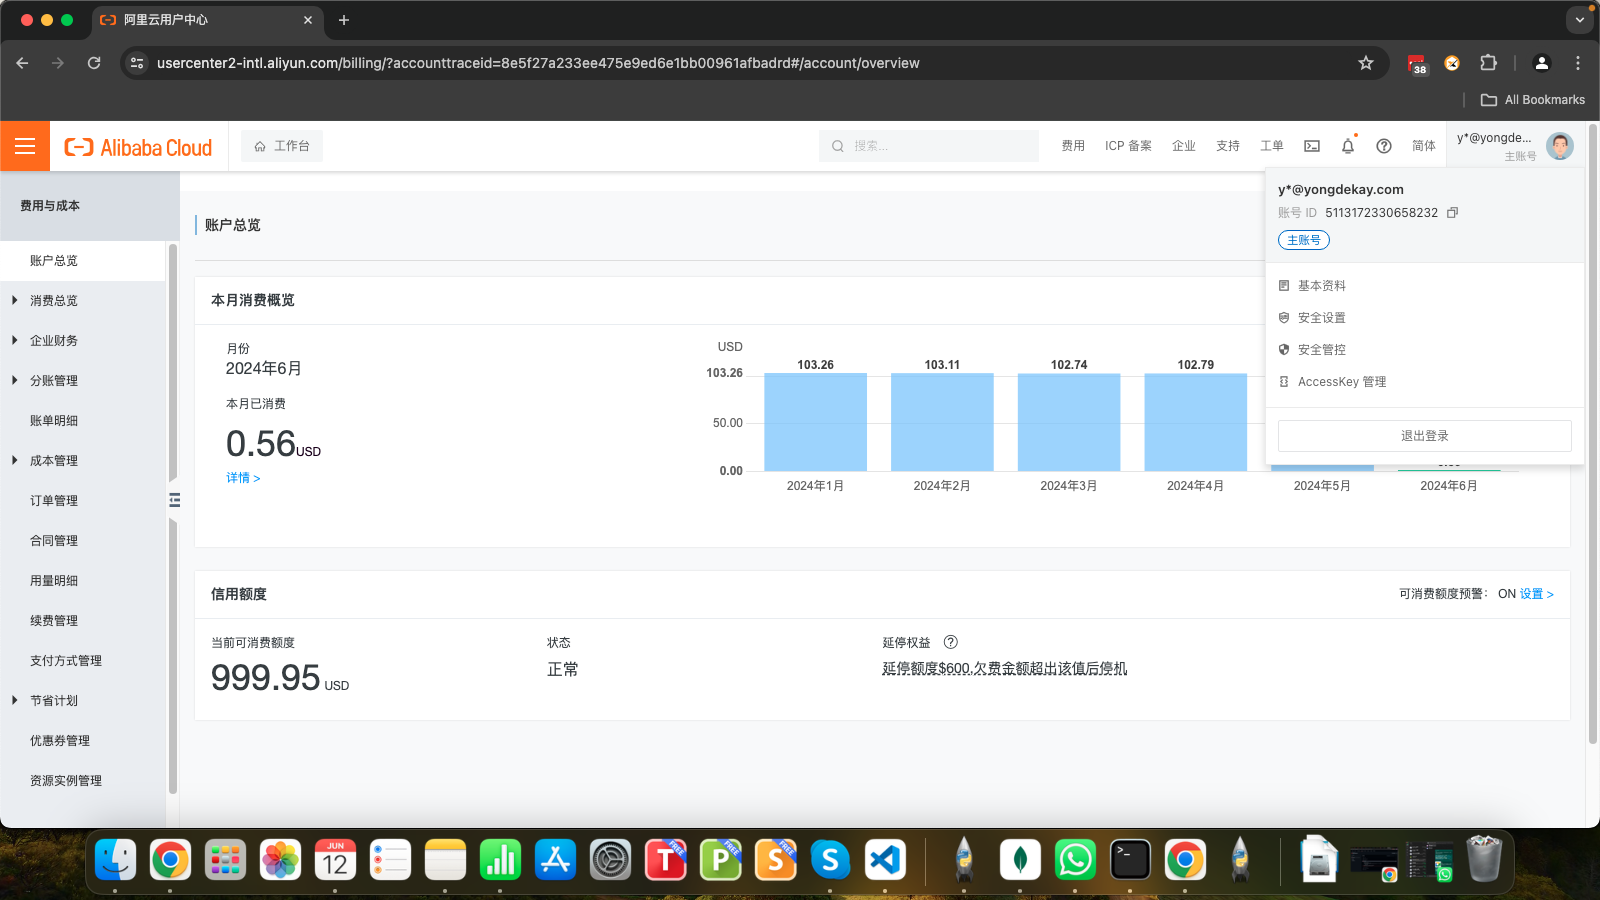 阿里云用户中心
usercenter2-intl.aliyun.com/billing/?accounttraceid=8e5f27a233ee475e9ed6e1bb00961afbadrd#/account/overview
38
All Bookmarks
Alibaba Cloud
工作台
搜索...
费用
ICP 备案
企业
支持
工单
简体
y*@yongde...
主账号
y*@yongdekay.com
账号 ID 5113172330658232
主账号
基本资料
安全设置
安全管控
AccessKey 管理
退出登录
费用与成本
账户总览
消费总览
企业财务
分账管理
账单明细
成本管理
订单管理
合同管理
用量明细
续费管理
支付方式管理
节省计划
优惠券管理
资源实例管理
账户总览
本月消费概览
月份
2024年6月
本月已消费
0.56USD
详情 >
USD
103.26
50.00
0.00
103.26
103.11
102.74
102.79
2024年1月
2024年2月
2024年3月
2024年4月
2024年5月
2024年6月
信用额度
可消费额度预警： ON 设置 >
当前可消费额度
999.95 USD
状态
正常
延停权益
延停额度$600,欠费金额超出该值后停机
JUN
12
T
FREE
P
FREE
S
FREE
S